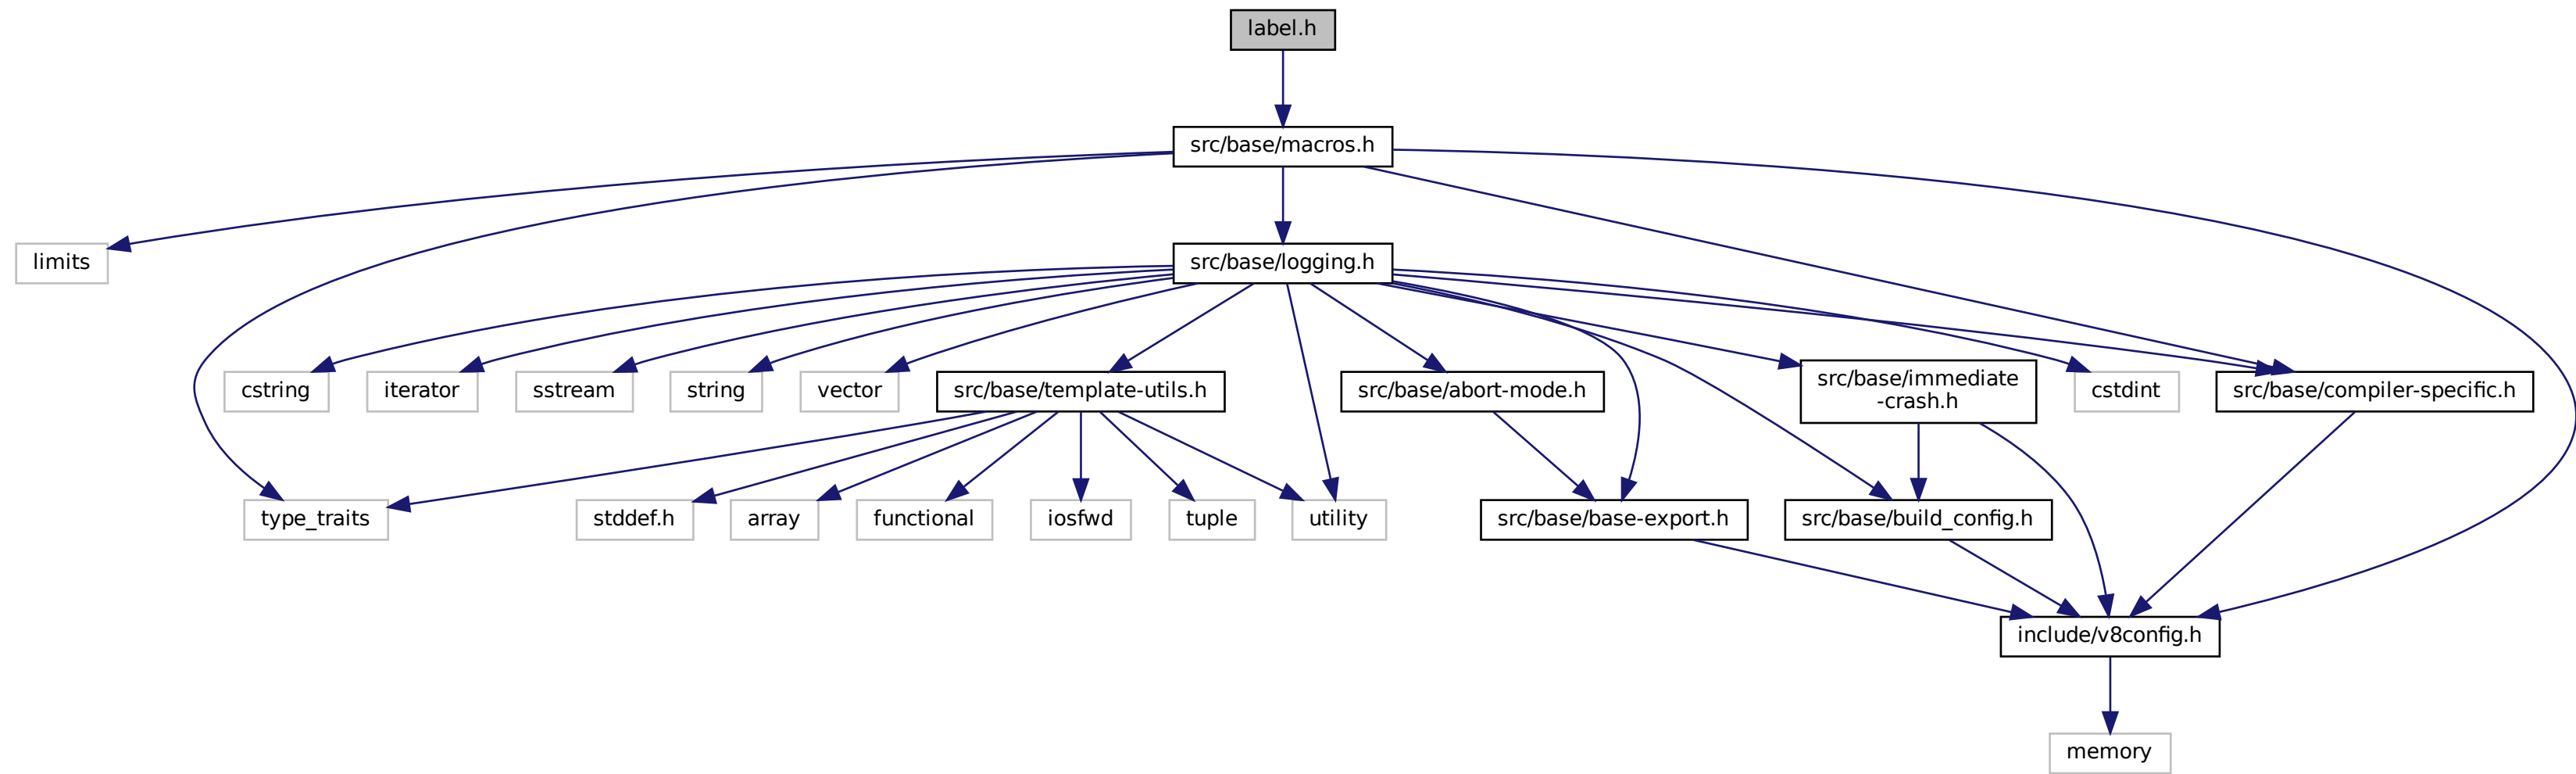 label.h
src/base/macros.h
limits
src/base/logging.h
cstring
iterator
sstream
string
vector
src/base/template-utils.h
src/base/abort-mode.h
src/base/immediate
-crash.h
cstdint
src/base/compiler-specific.h
type_traits
stddef.h
array
functional
iosfwd
tuple
utility
src/base/base-export.h
src/base/build_config.h
include/v8config.h
memory